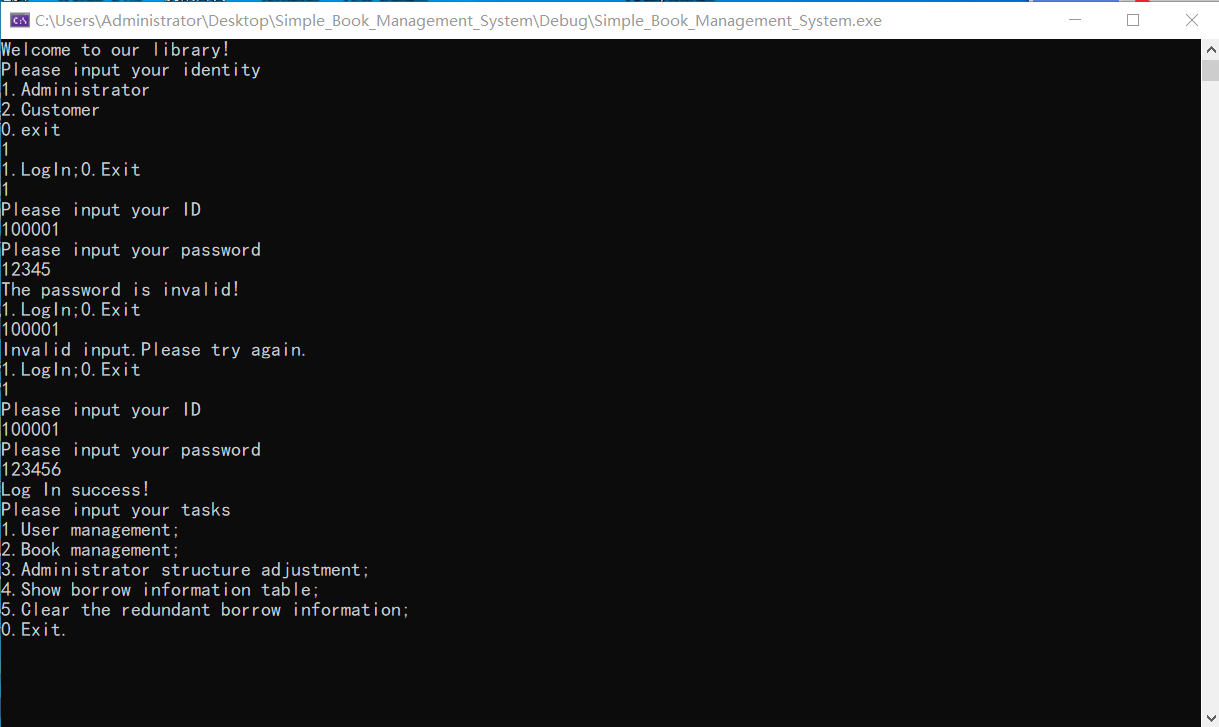 C:\Users\Administrator\Desktop\Simple_Book_Management_System\Debug\Simple_Book_Management_System.exe
Welcome to our library!
Please input your identity
1.Administrator
2.Customer
0.exit
1
1.LogIn;0.Exit
1
Please input your ID
100001
Please input your password
12345
The password is invalid!
1.LogIn;0.Exit
100001
Invalid input.Please try again.
1.LogIn;0.Exit
1
Please input your ID
100001
Please input your password
123456
Log In success!
Please input your tasks
1.User management;
2.Book management;
3.Administrator structure adjustment;
4.Show borrow information table;
5.Clear the redundant borrow information;
0.Exit.